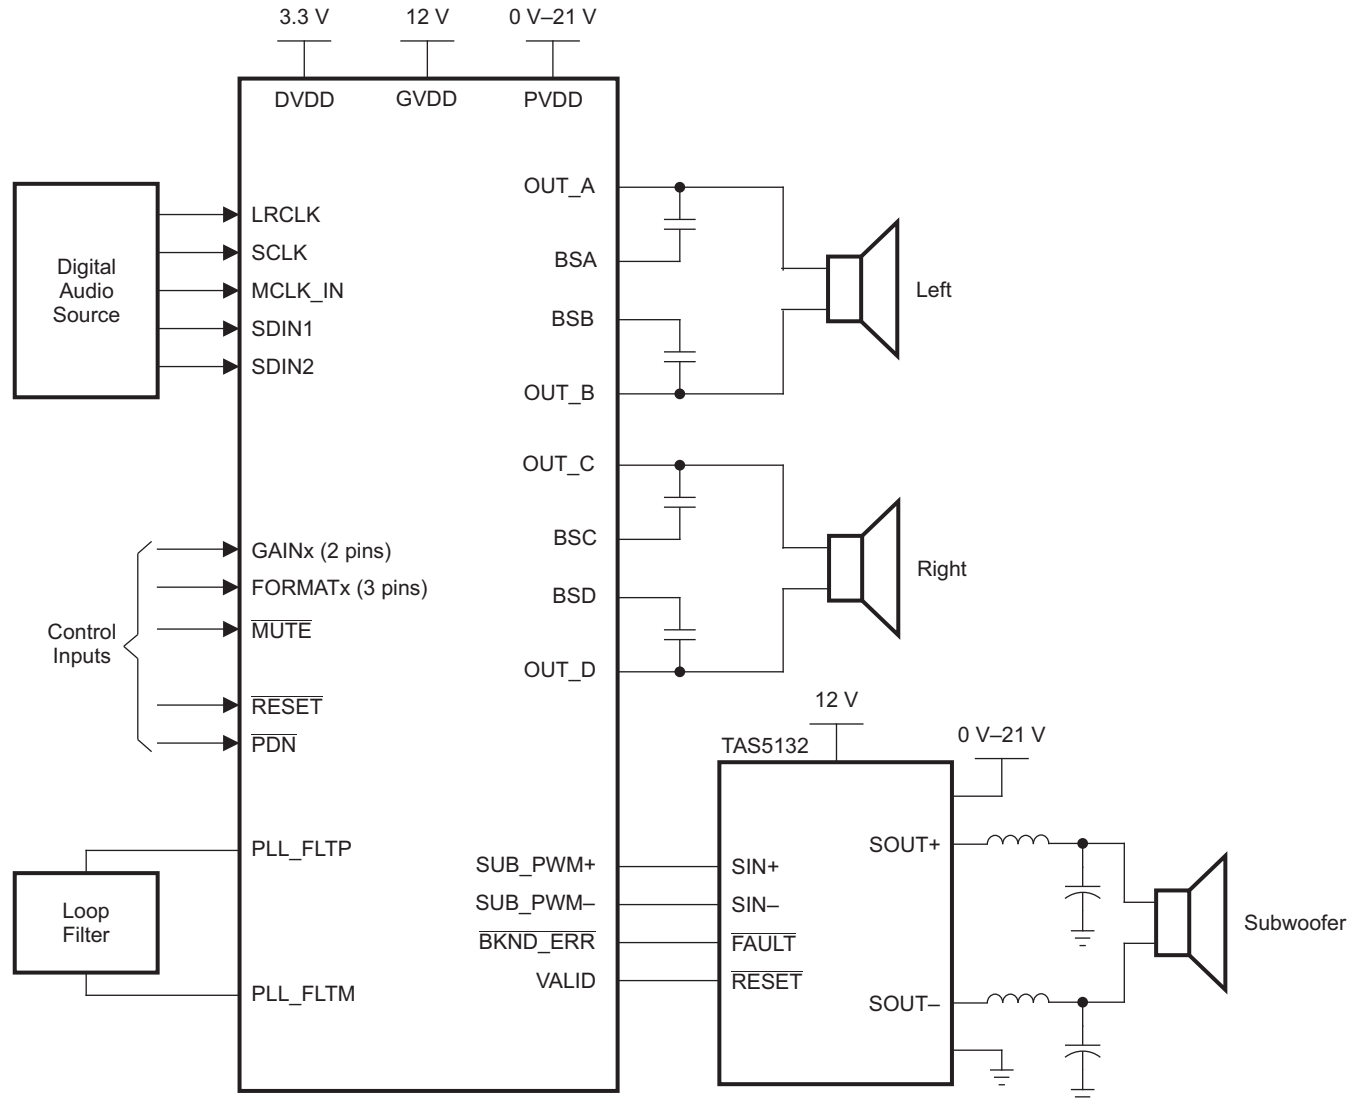 3.3 V
12 V
0 V–21 V
DVDD
GVDD
PVDD
Digital
Audio
Source
LRCLK
SCLK
MCLK_IN
SDIN1
SDIN2
OUT_A
BSA
BSB
OUT_B
Left
OUT_C
BSC
BSD
OUT_D
Right
Control
Inputs
GAINx (2 pins)
FORMATx (3 pins)
MUTE
RESET
PDN
Loop
Filter
PLL_FLTP
PLL_FLTM
SUB_PWM+
SUB_PWM–
BKND_ERR
VALID
12 V
0 V–21 V
TAS5132
SIN+
SIN–
FAULT
RESET
SOUT+
SOUT–
Subwoofer